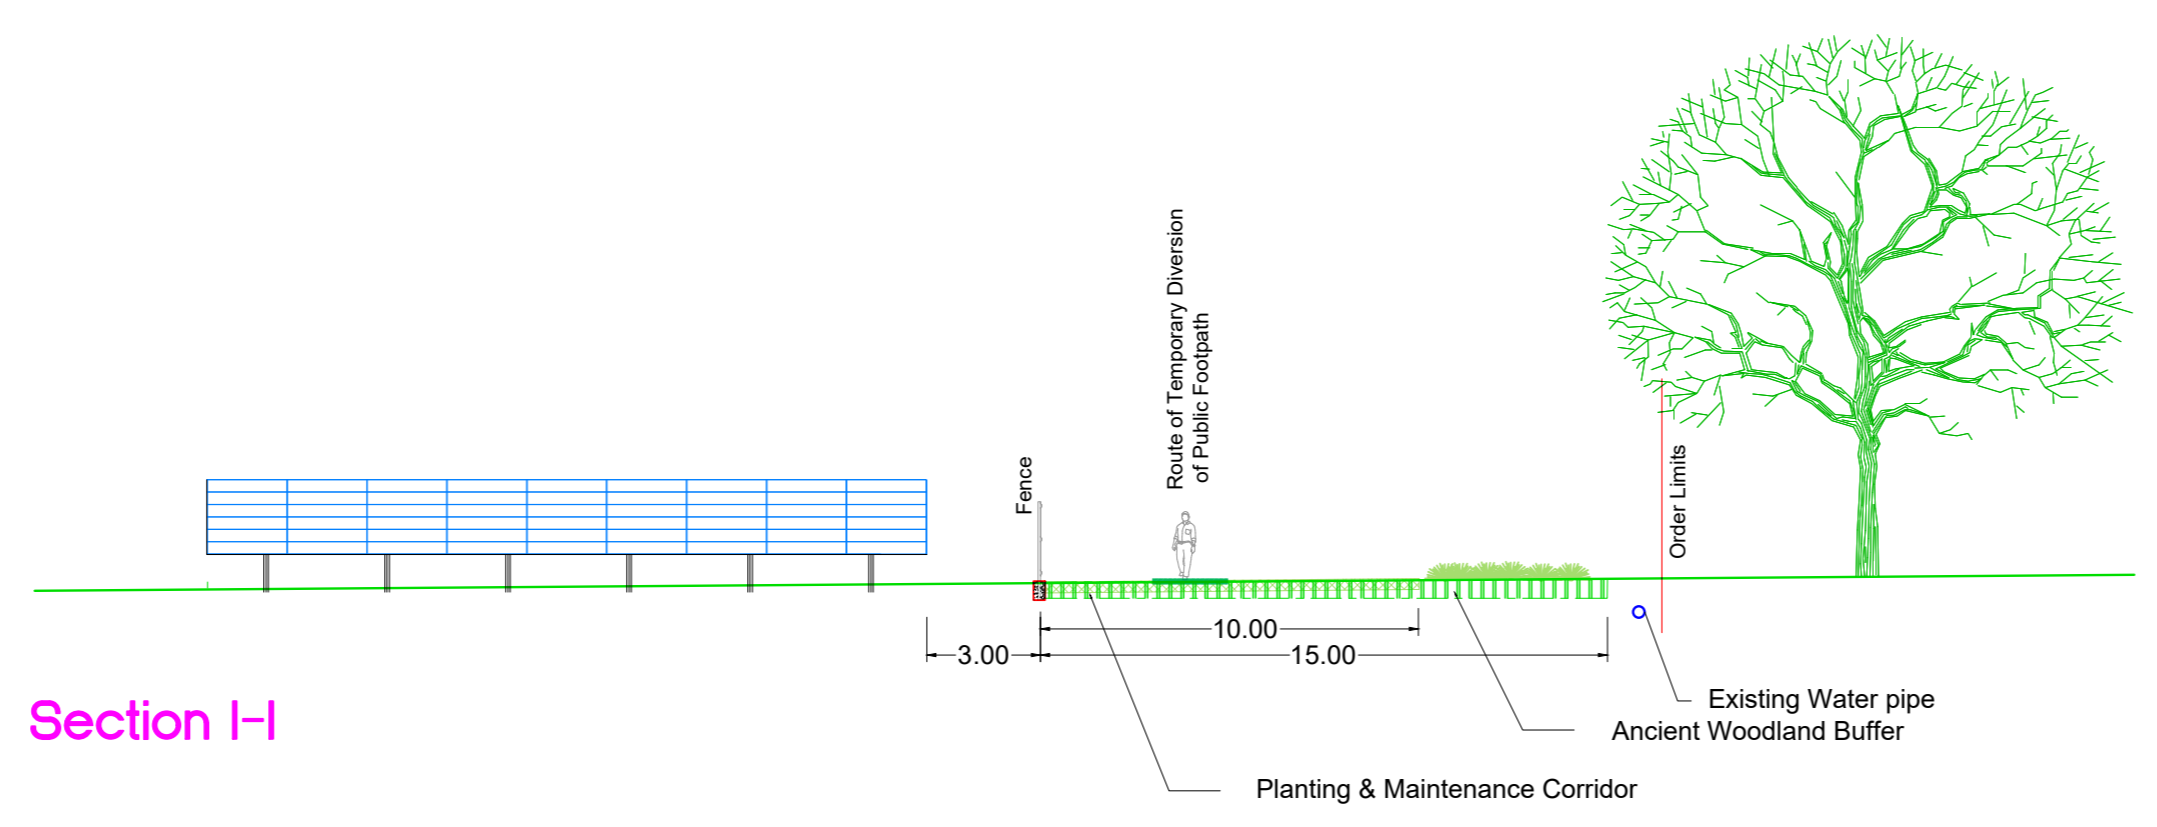 Route of Temporary Diversion
of Public Footpath
Fence
Order Limits
10.00
3.00
15.00
Existing Water pipe
Section I-I
Ancient Woodland Buffer
Planting & Maintenance Corridor